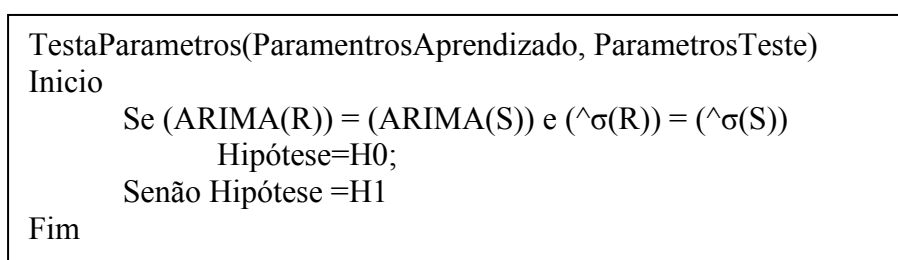 TestaParametros(ParamentrosAprendizado, ParametrosTeste)
Inicio
Se (ARIMA(R)) = (ARIMA(S)) e (^σ(R)) = (^σ(S))
Hipótese=H0;
Senão Hipótese =H1
Fim